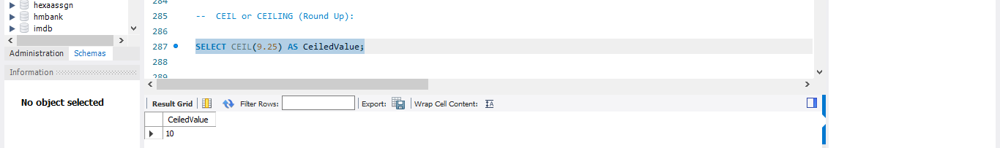 284
hexaassgn
hmbank
285 -- CEIL or CEILING (Round Up):
imdb
286
287 SELECT CEIL(9.25) AS CeiledValue;
Administration Schemas
288
Information
289
No object selected
Result Grid Filter Rows: Export: Wrap Cell Content: IA
CeiledValue
10